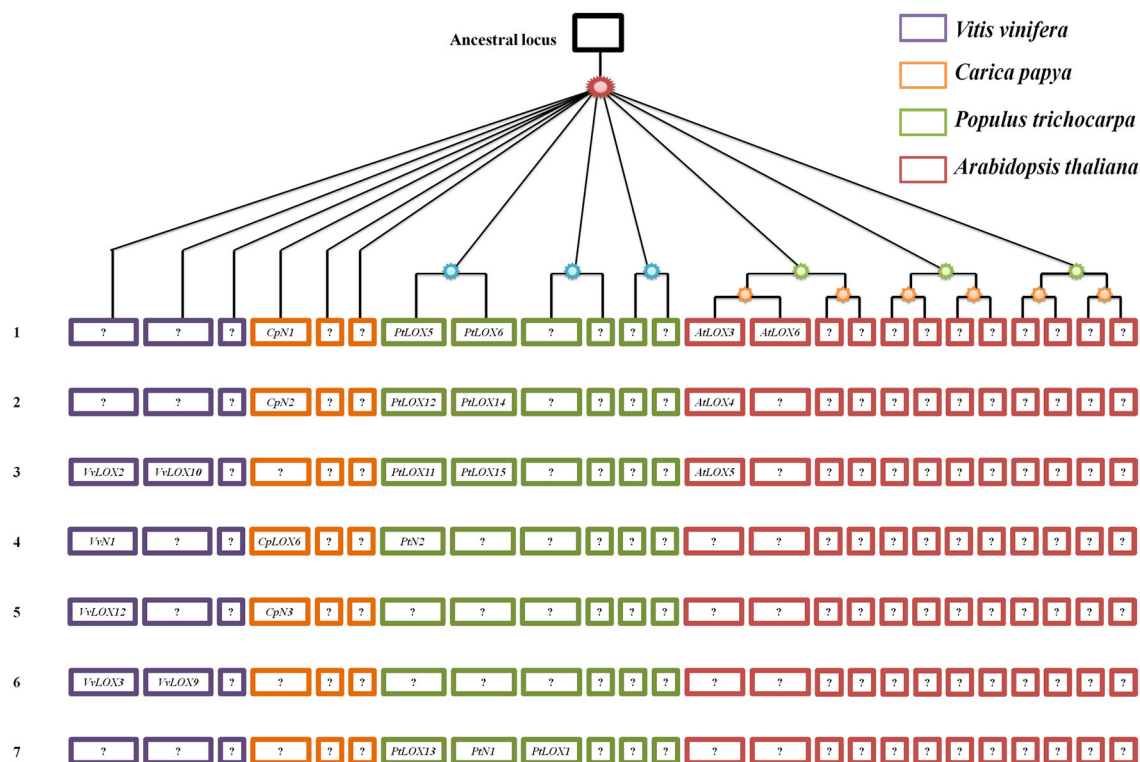 Ancestral locus
Vitis vinifera
Carica papya
Populus trichocarpa
Arabidopsis thaliana
1 ? ? ? CpN1 ? ? PtLOX5 PtLOX6 ? ? ? ? AtLOX3 AtLOX6 ? ? ? ? ? ? ? ? ? ?
2 ? ? ? CpN2 ? ? PtLOX12 PtLOX14 ? ? ? ? AtLOX4 ? ? ? ? ? ? ? ? ? ? ?
3 VvLOX2 VvLOX10 ? ? ? ? PtLOX11 PtLOX15 ? ? ? ? AtLOX5 ? ? ? ? ? ? ? ? ? ? ?
4 VvN1 ? ? CpLOX6 ? ? PtN2 ? ? ? ? ? ? ? ? ? ? ? ? ? ? ? ? ?
5 VvLOX12 ? ? CpN3 ? ? ? ? ? ? ? ? ? ? ? ? ? ? ? ? ? ? ? ?
6 VvLOX3 VvLOX9 ? ? ? ? ? ? ? ? ? ? ? ? ? ? ? ? ? ? ? ? ? ?
7 ? ? ? ? ? ? PtLOX13 PtN1 PtLOX1 ? ? ? ? ? ? ? ? ? ? ? ? ? ? ?